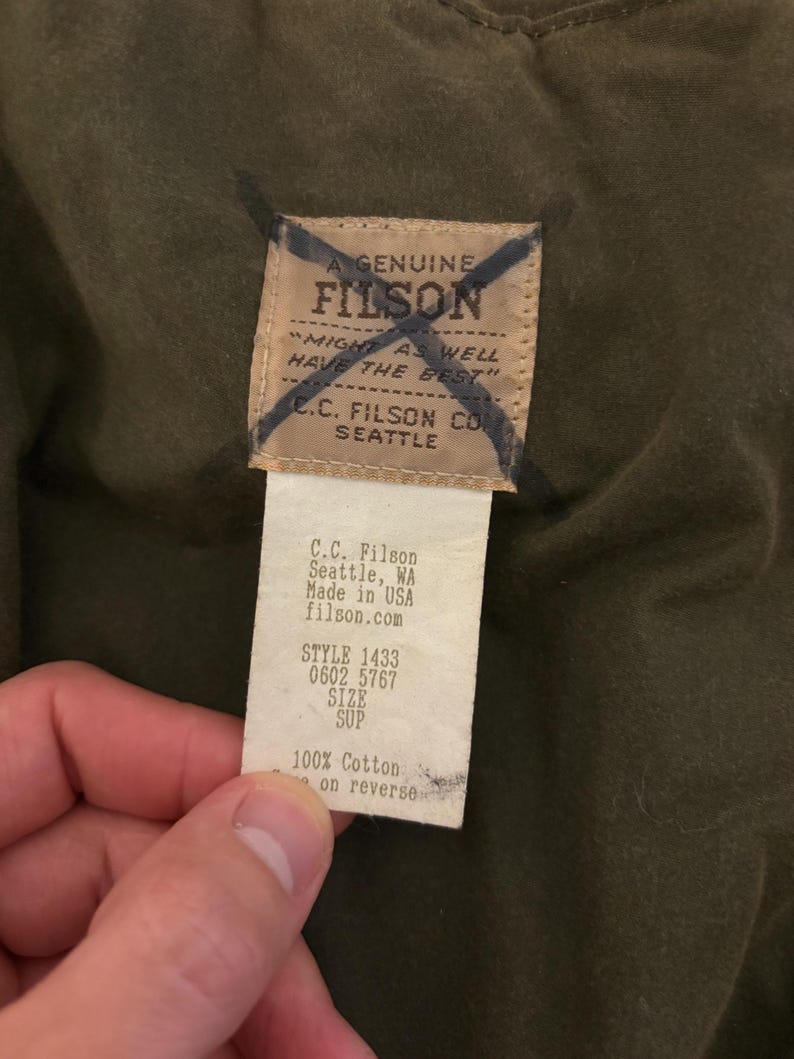 A GENUINE
FILSON
"MIGHT AS WELL
HAVE THE BEST"
C.C. FILSON CO.
SEATTLE
C.C. Filson
Seattle, WA
Made in USA
filson.com
STYLE 1433
0602 5767
SIZE
SUP
100% Cotton
on reverse